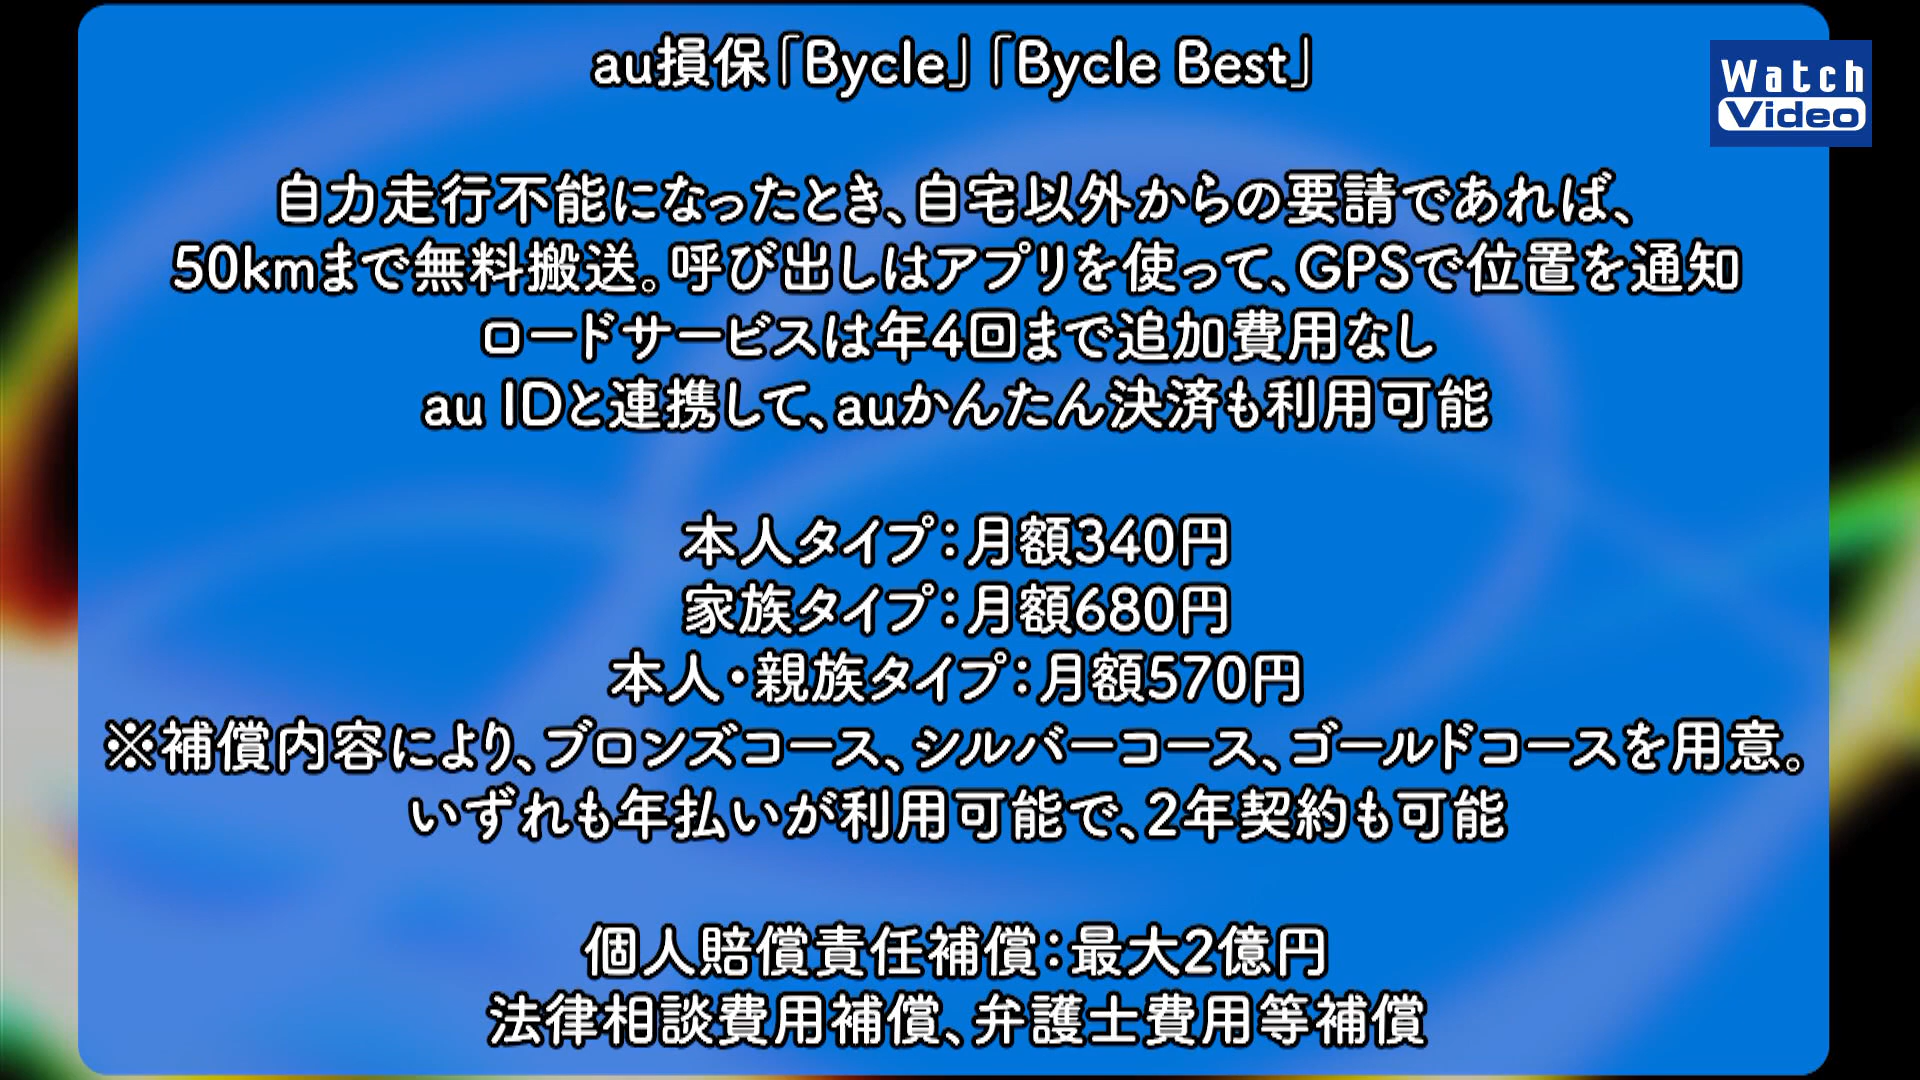 au損保「Bycle」「Bycle Best」
Watch
Video
自力走行不能になったとき、自宅以外からの要請であれば、
50kmまで無料搬送。呼び出しはアプリを使って、GPSで位置を通知
ロードサービスは年4回まで追加費用なし
au IDと連携して、auかんたん決済も利用可能
本人タイプ：月額340円
家族タイプ：月額680円
本人・親族タイプ：月額570円
※補償内容により、ブロンズコース、シルバーコース、ゴールドコースを用意。
いずれも年払いが利用可能で、2年契約も可能
個人賠償責任補償：最大2億円
法律相談費用補償、弁護士費用等補償